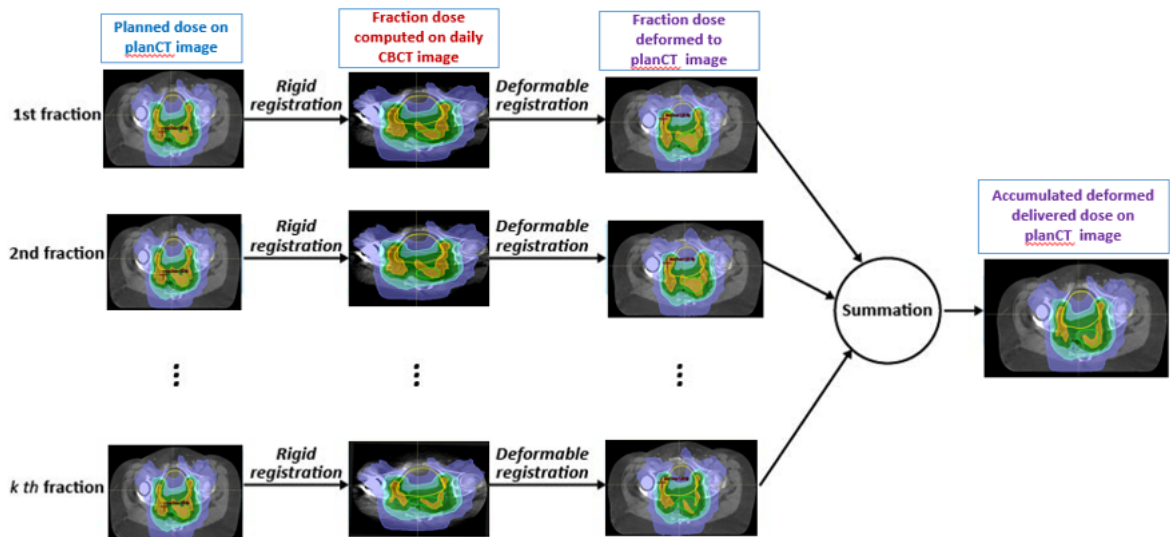 Planned dose on
planCT image
Fraction dose
computed on daily
CBCT image
Fraction dose
deformed to
planCT image
1st fraction
Rigid
registration
Deformable
registration
Accumulated deformed
delivered dose on
planCT image
2nd fraction
Rigid
registration
Deformable
registration
Summation
k th fraction
Rigid
registration
Deformable
registration